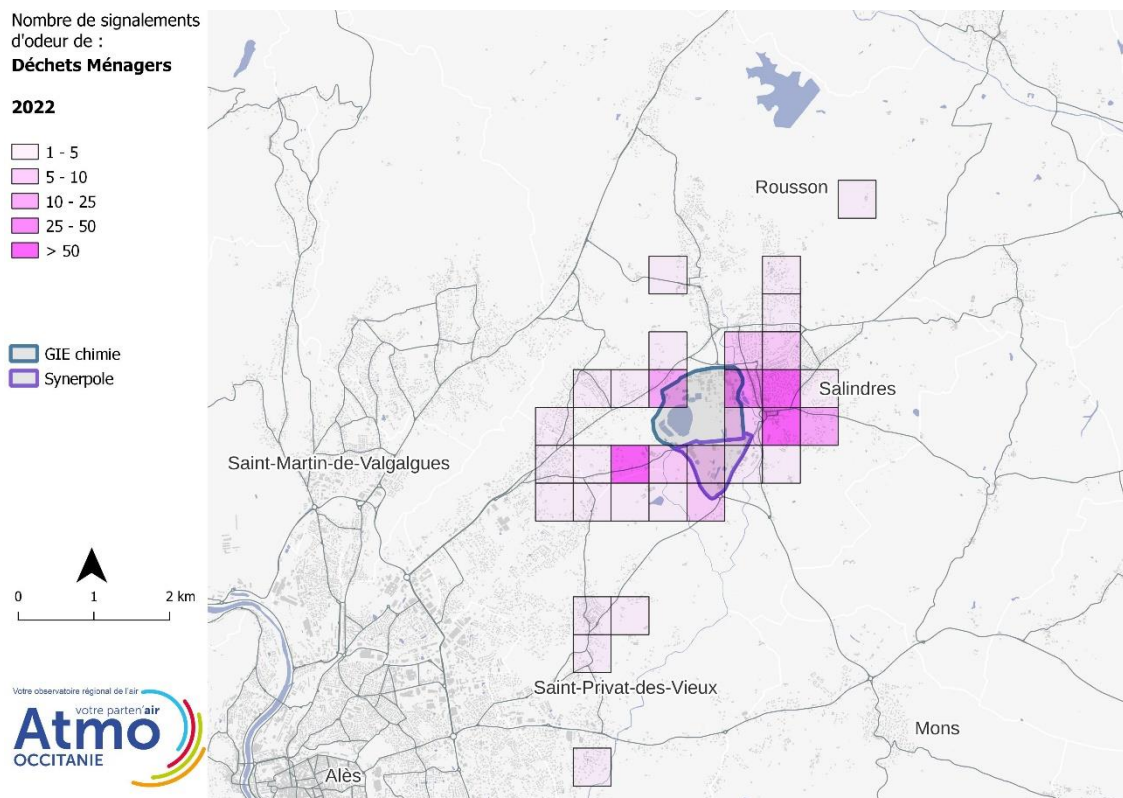 Nombre de signalements
d'odeur de :
Déchets Ménagers
2022
1 - 5
5 - 10
10 - 25
25 - 50
> 50
GIE chimie
Synerpole
0 1 2 km
Votre observatoire régional de l'air
votre parten'air
Atmo
OCCITANIE
Rousson
Salindres
Saint-Martin-de-Valgalgues
Saint-Privat-des-Vieux
Mons
Alès